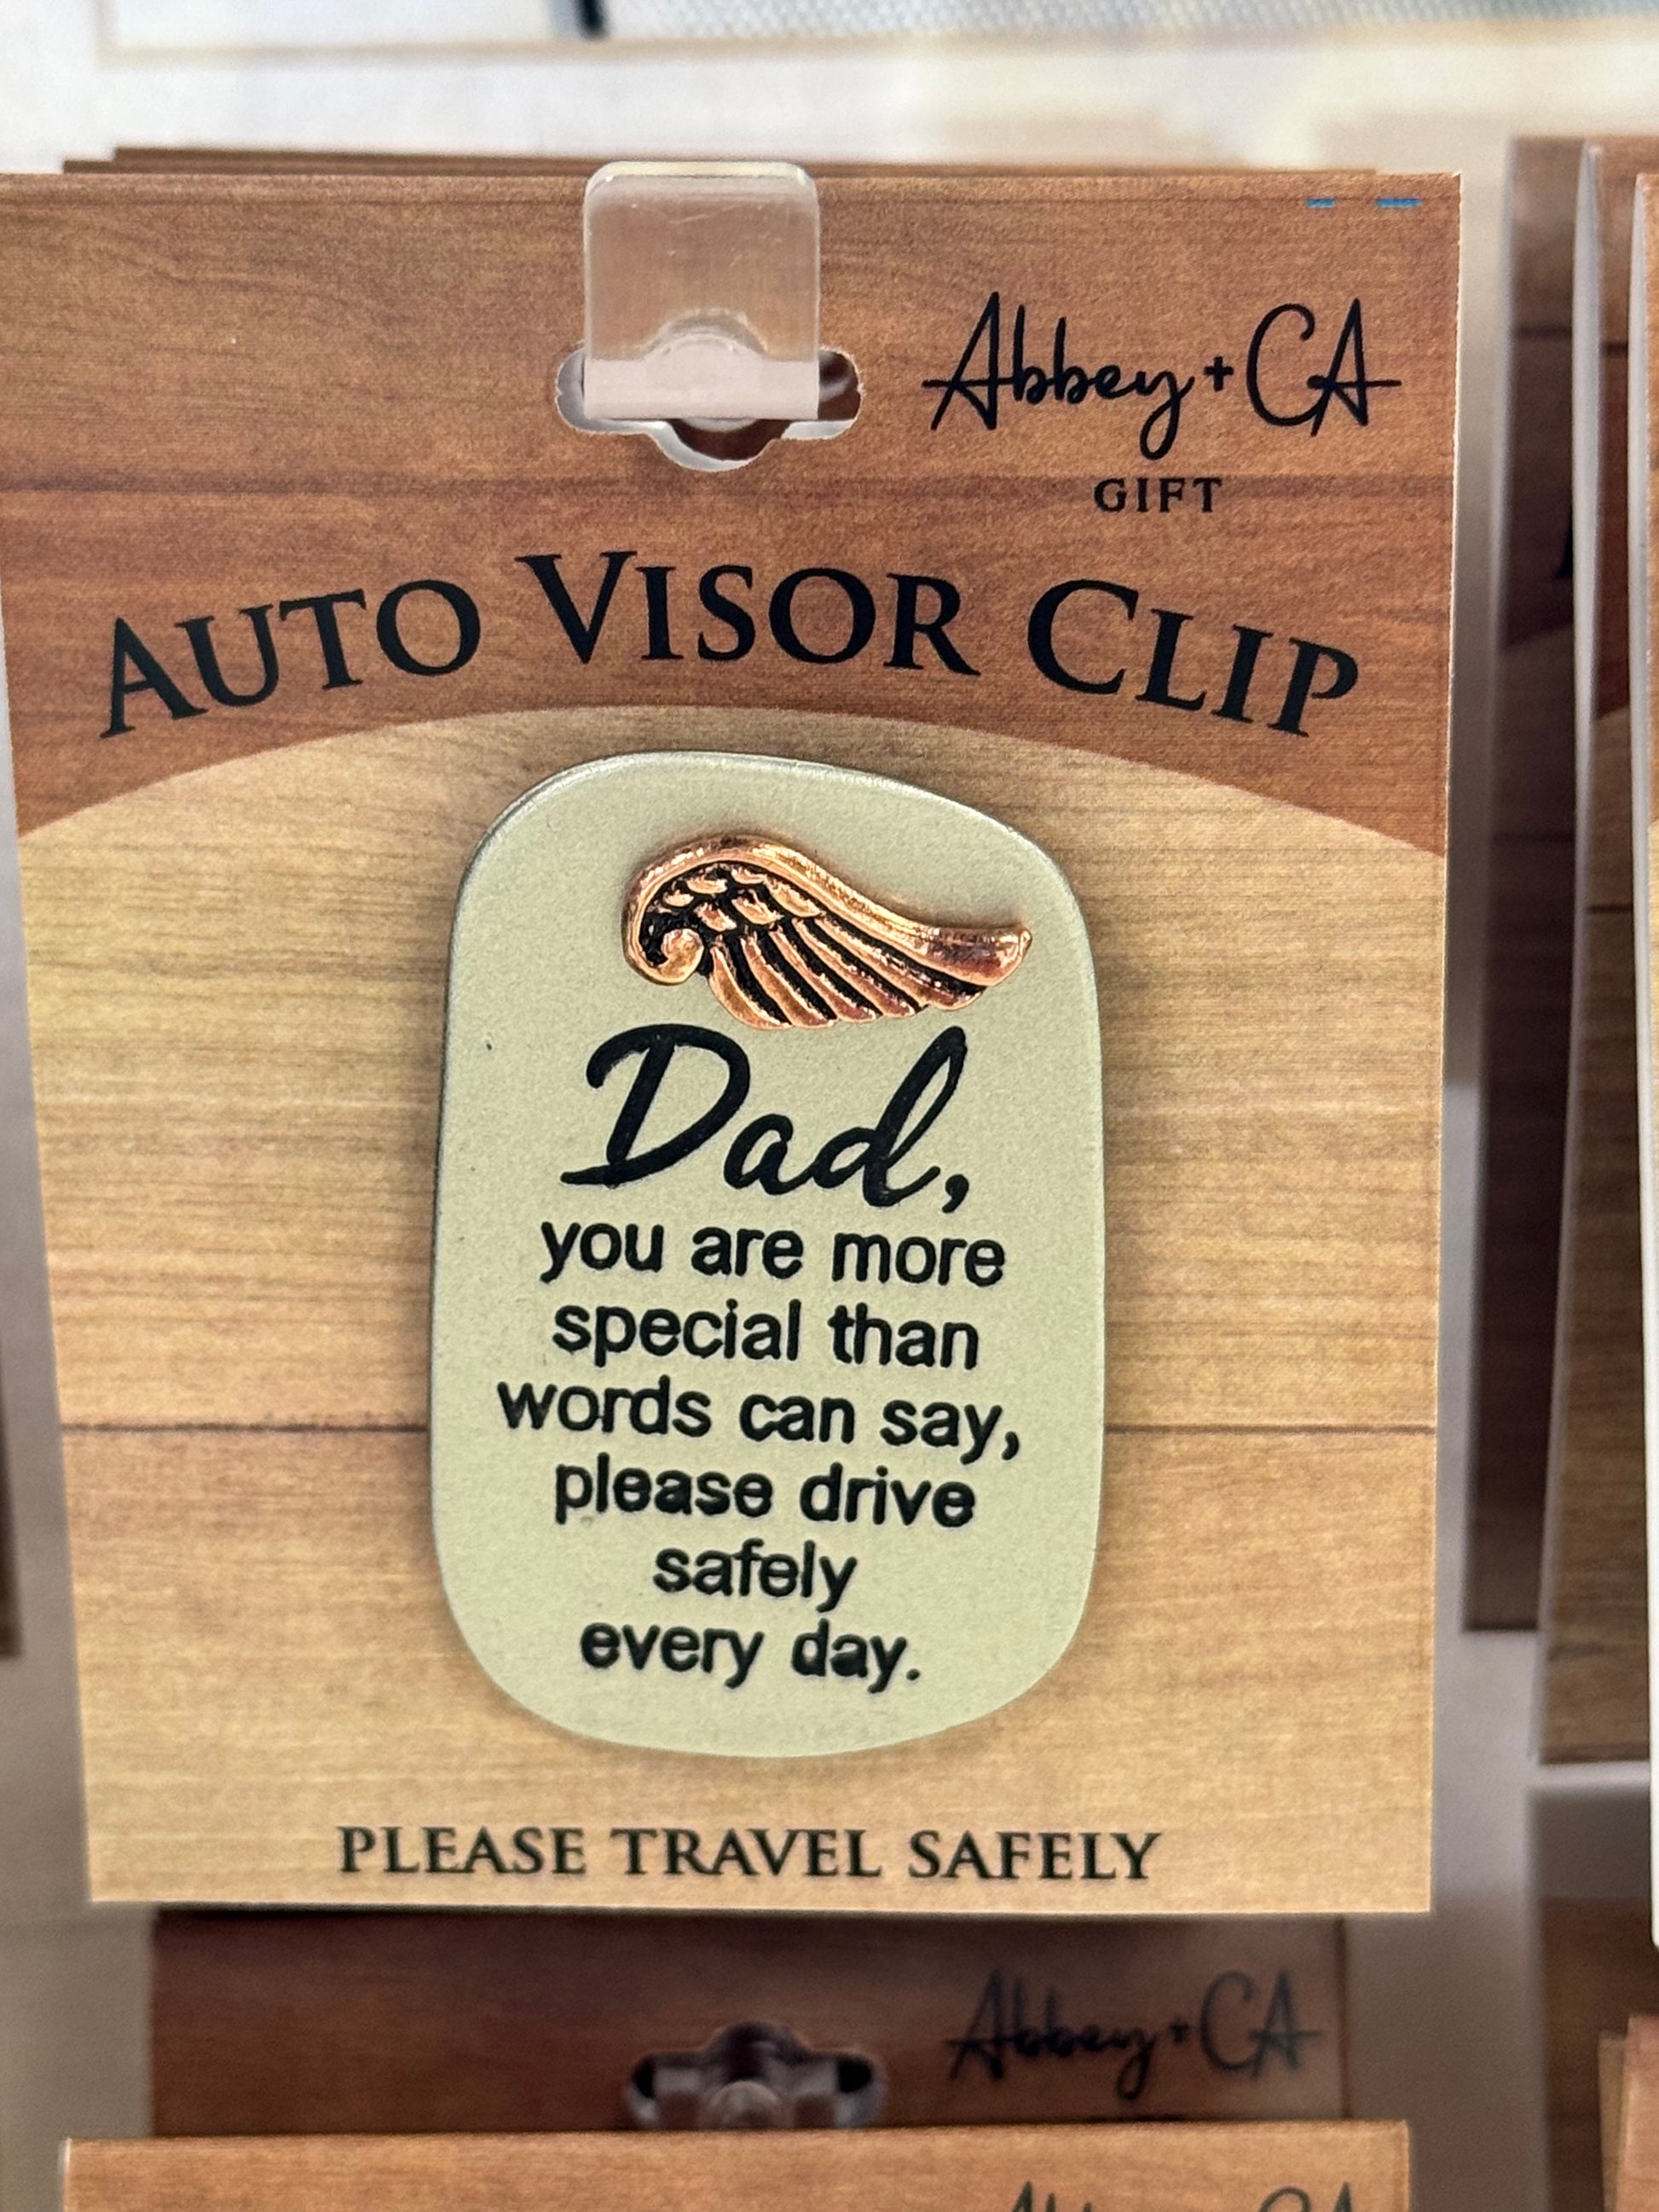 Abbey + CA
GIFT
AUTO VISOR CLIP
Dad,
you are more
special than
words can say,
please drive
safely
every day.
PLEASE TRAVEL SAFELY
Abbey + CA